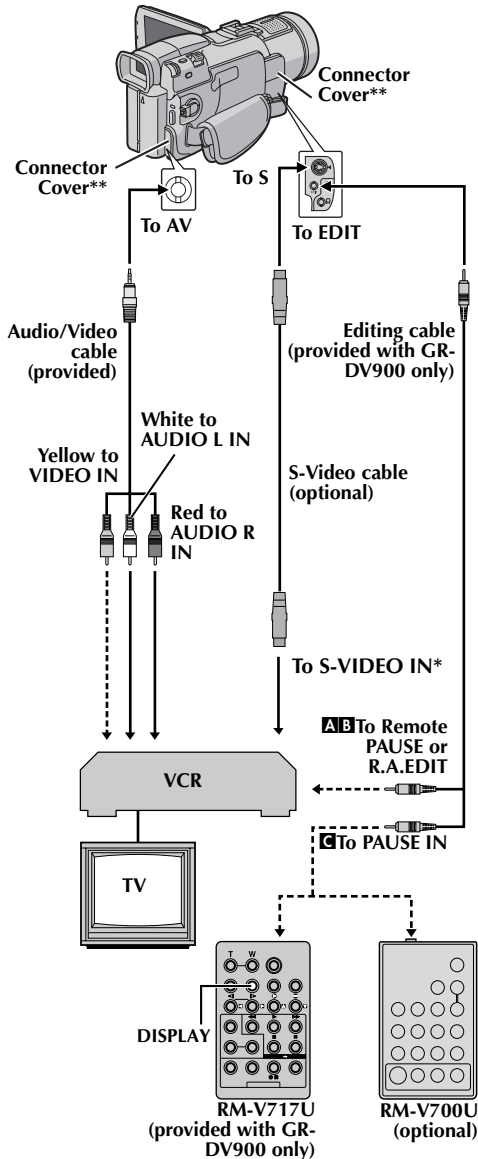 Connector
Cover**
Connector
Cover**
To S
To AV
To EDIT
Audio/Video
cable
(provided)
Editing cable
(provided with GR-
DV900 only)
White to
AUDIO L IN
Yellow to
VIDEO IN
S-Video cable
(optional)
Red to
AUDIO R
IN
To S-VIDEO IN*
A B To Remote
PAUSE or
R.A.EDIT
VCR
C To PAUSE IN
TV
T W
DISPLAY
RM-V717U
(provided with GR-
DV900 only)
RM-V700U
(optional)